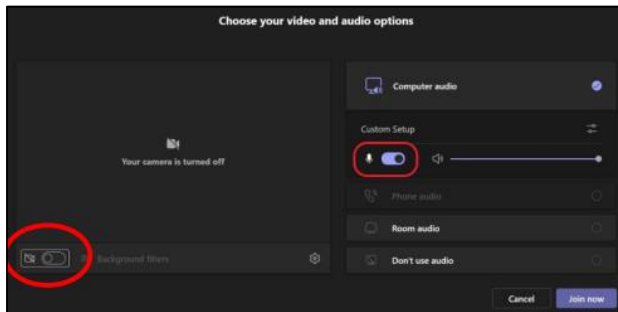 Choose your video and audio options
Your camera is turned off
Background filters
Computer audio
Custom Setup
Phone audio
Room audio
Don't use audio
Cancel
Join now